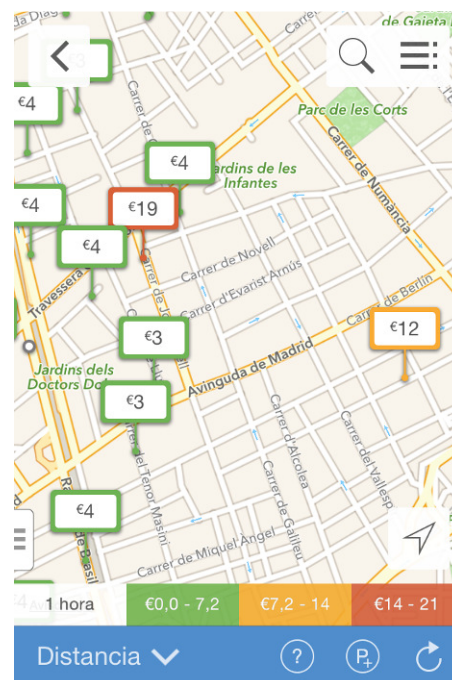 de Gaieta
Carrer
€4
Parc de les Corts
Carrer de Numància
€4
Jardins de les
Infantes
€4
€19
€4
Carrer de Novell
Travessera
Carrer d'Evarist Arnús
Carrer de Berlín
€3
€12
Jardins dels
Doctors
Avinguda de Madrid
€3
Carrer del Tenor Masini
Carrer d'Alcolea
Carrer de Galileu
Carrer del Vallesp
€4
de Brasil
Carrer de Miquel Àngel
1 hora
€0,0 - 7,2
€7,2 - 14
€14 - 21
Distancia
?
P+